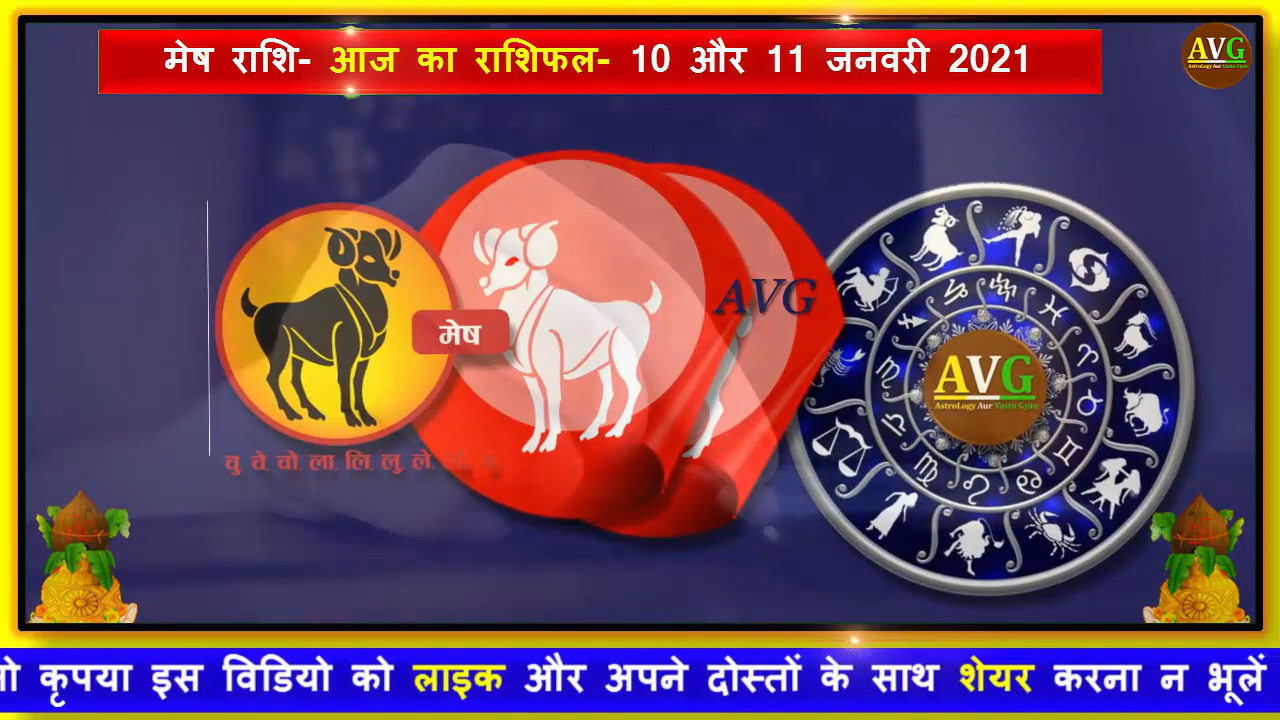 मेष राशि- आज का राशिफल- 10 और 11 जनवरी 2021
AVG
AstroLogy Aur Vastu Gyan
मेष
AVG
AVG
AstroLogy Aur Vastu Gyan
चु, चे, चो, ला, लि, लु, ले,
कृपया इस विडियो को लाइक और अपने दोस्तों के साथ शेयर करना न भूलें